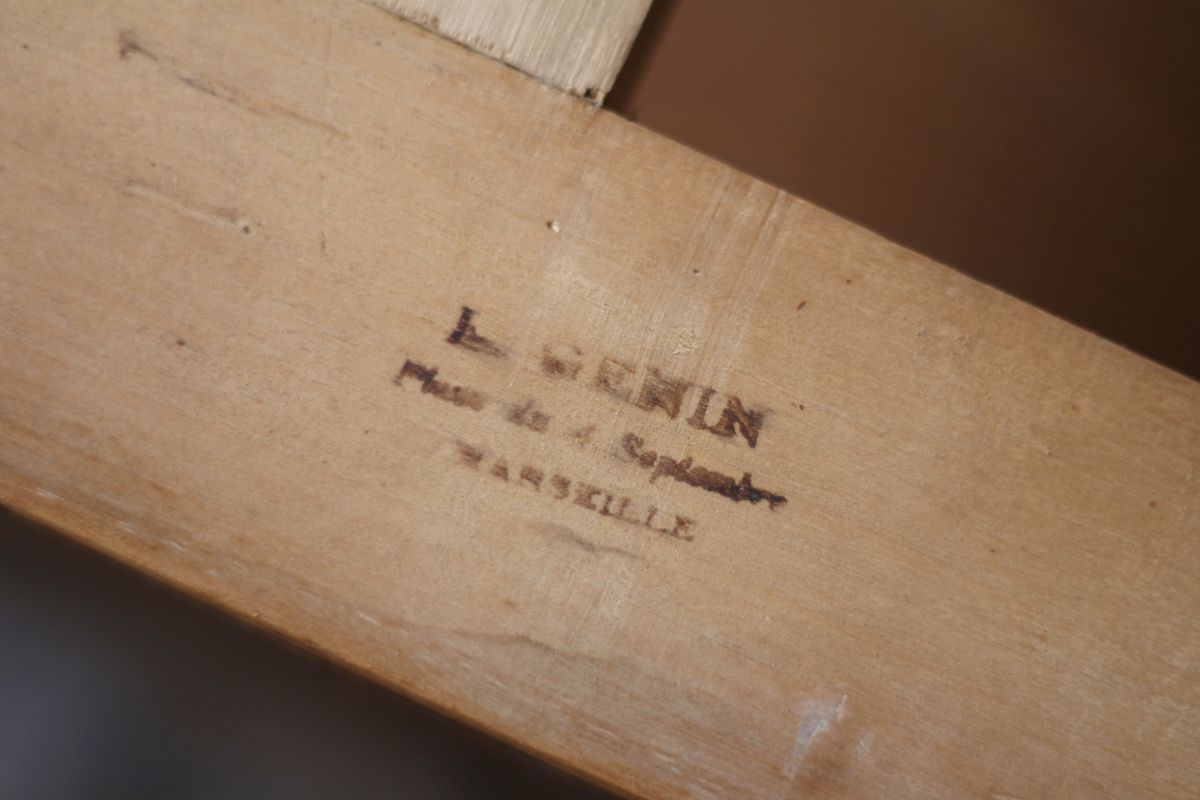 L. GENIN
Place du 4 Septembre
MARSEILLE